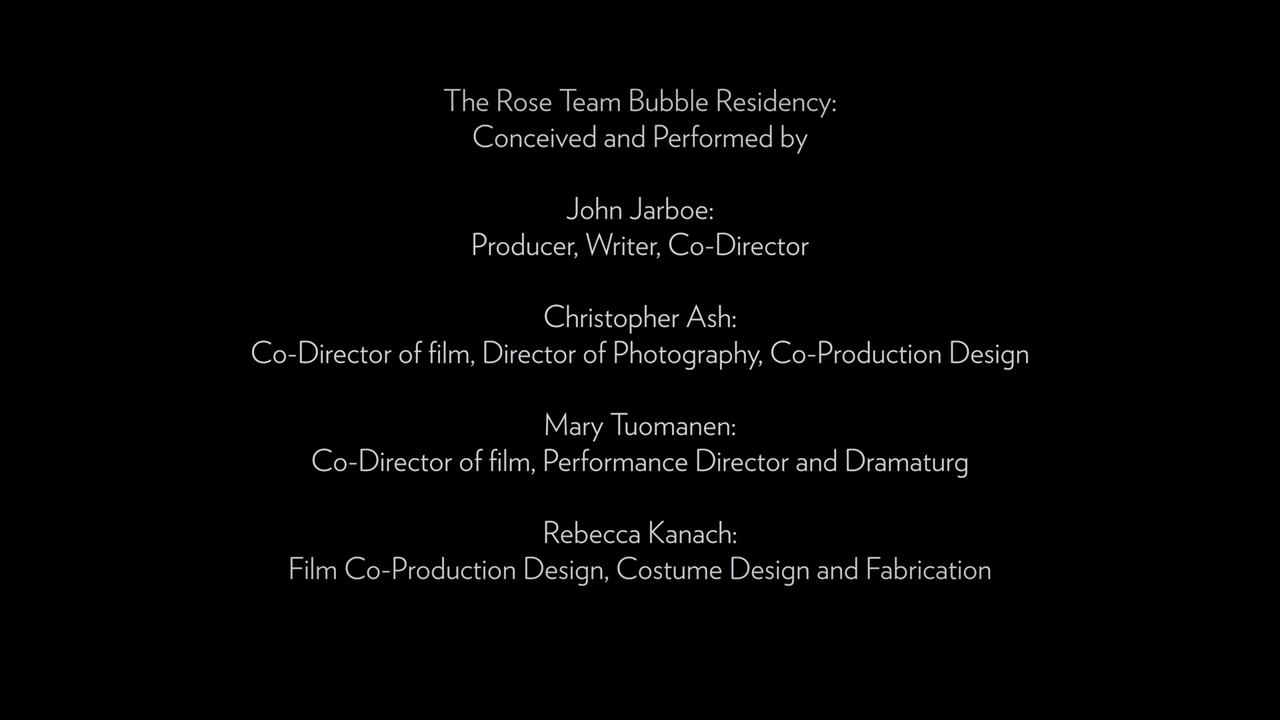 The Rose Team Bubble Residency:
Conceived and Performed by
John Jarboe:
Producer, Writer, Co-Director
Christopher Ash:
Co-Director of film, Director of Photography, Co-Production Design
Mary Tuomanen:
Co-Director of film, Performance Director and Dramaturg
Rebecca Kanach:
Film Co-Production Design, Costume Design and Fabrication